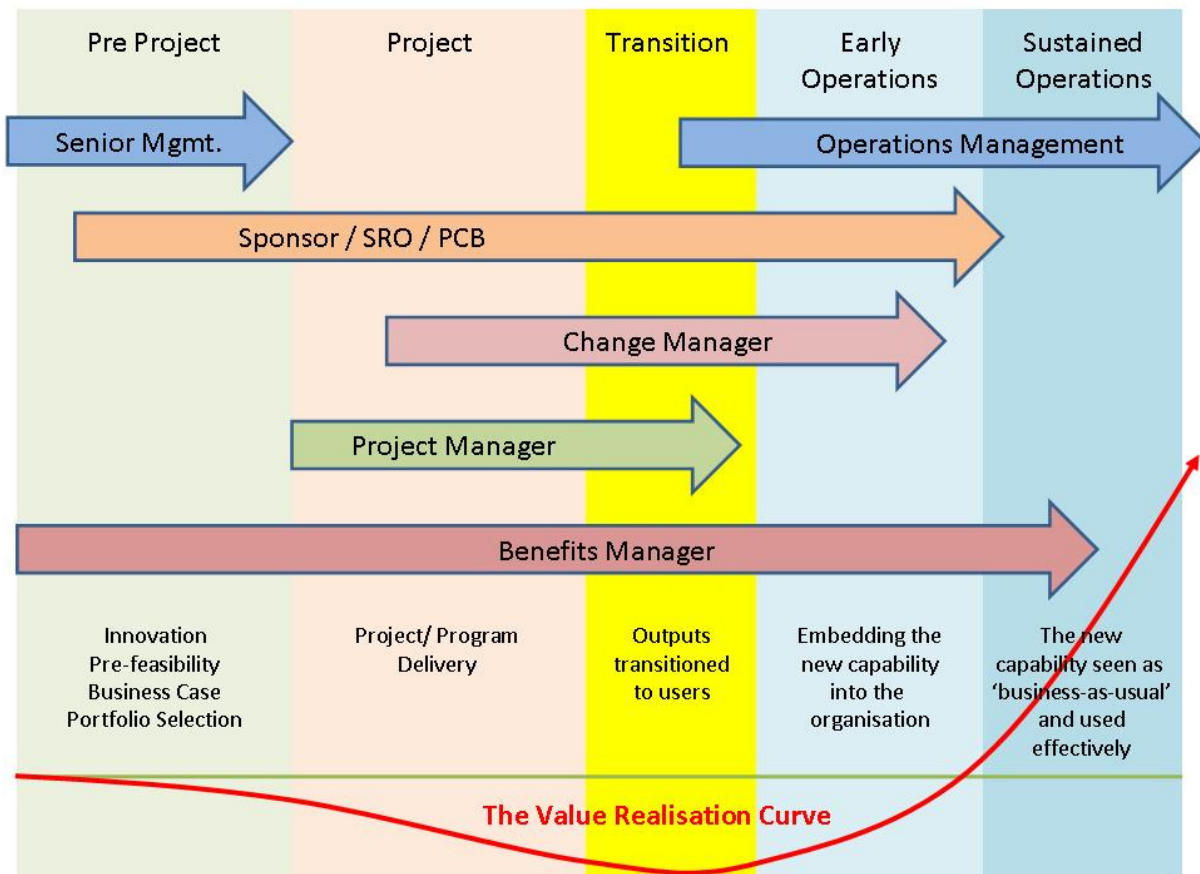 Pre Project
Project
Transition
Early
Operations
Sustained
Operations
Senior Mgmt.
Operations Management
Sponsor / SRO / PCB
Change Manager
Project Manager
Benefits Manager
Innovation
Pre-feasibility
Business Case
Portfolio Selection
Project/ Program
Delivery
Outputs
transitioned
to users
Embedding the
new capability
into the
organisation
The new
capability seen as
‘business-as-usual’
and used
effectively
The Value Realisation Curve